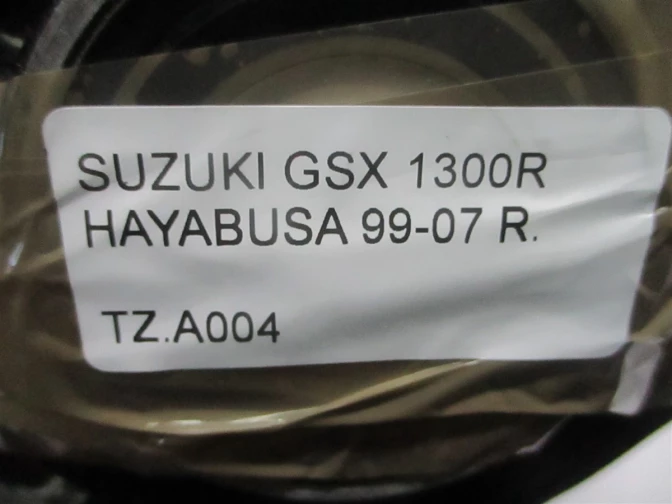 SUZUKI GSX 1300R
HAYABUSA 99-07 R.
TZ.A004